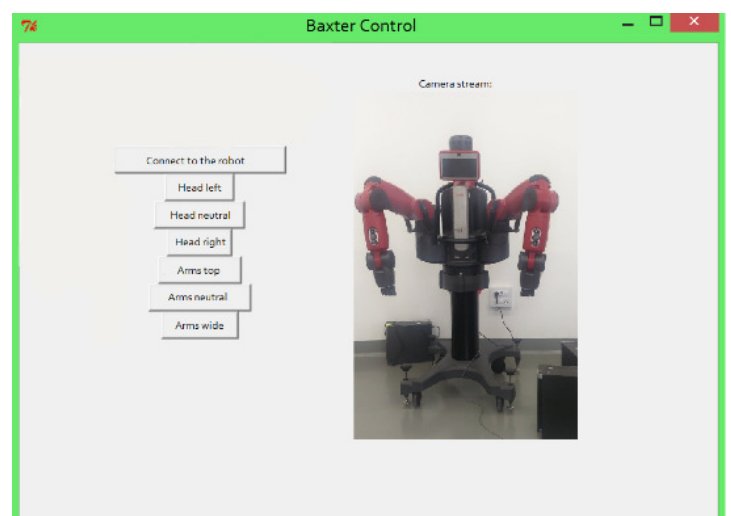 Baxter Control
Camera stream:
Connect to the robot
Head left
Head neutral
Head right
Arms top
Arms neutral
Arms wide